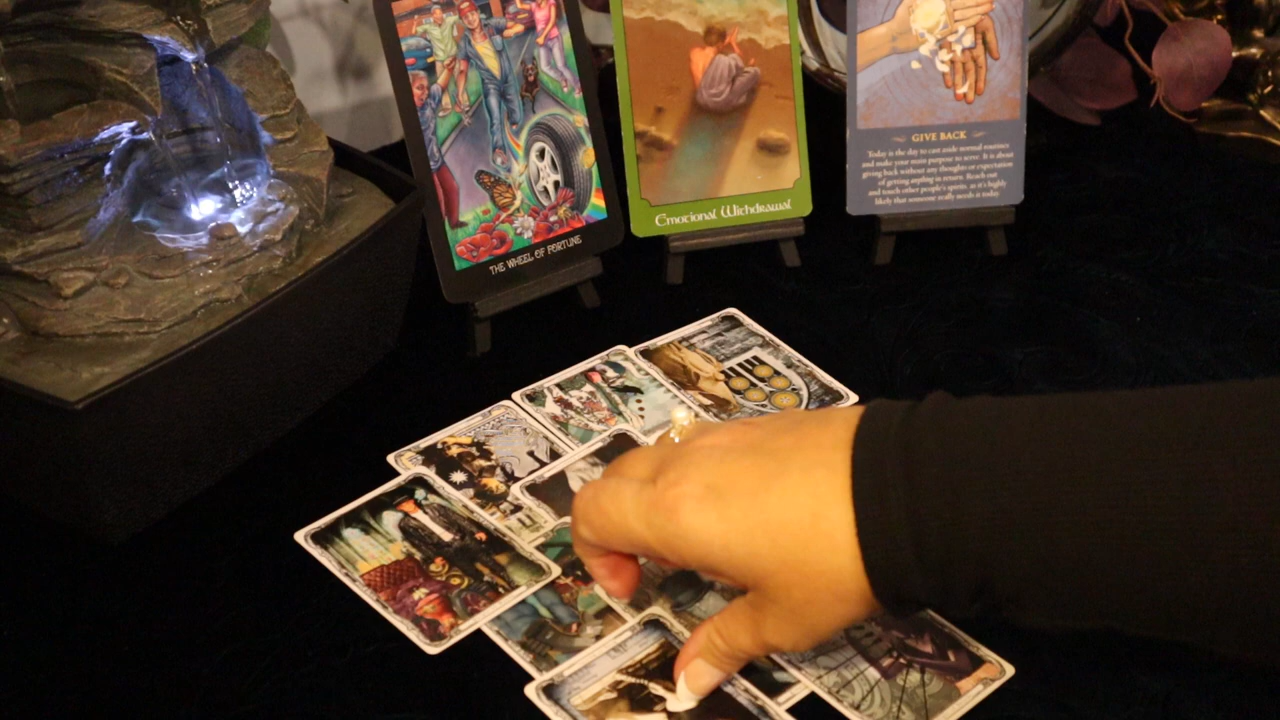 THE WHEEL OF FORTUNE
Emotional Withdrawal
GIVE BACK
Today is the day to cast aside normal routines
and make your main purpose to serve. It is about
giving back without any thoughts or expectation
of getting anything in return. Reach out
and touch other people's spirits, as it's highly
likely that someone really needs it today